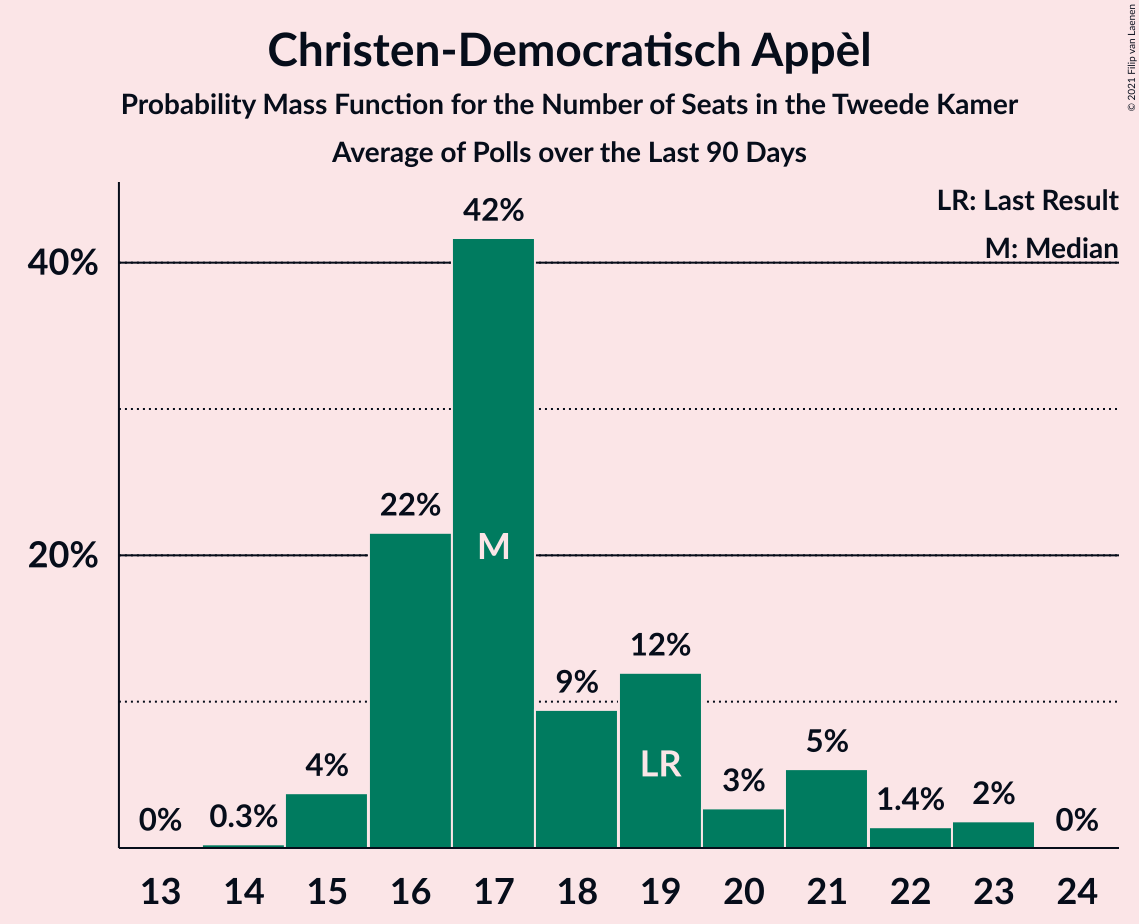 Christen-Democratisch Appèl
Probability Mass Function for the Number of Seats in the Tweede Kamer
Average of Polls over the Last 90 Days
© 2021 Filip van Laenen
LR: Last Result
M: Median
40%
20%
0%
0.3%
4%
22%
42%
9%
12%
3%
5%
1.4%
2%
0%
M
LR
13 14 15 16 17 18 19 20 21 22 23 24